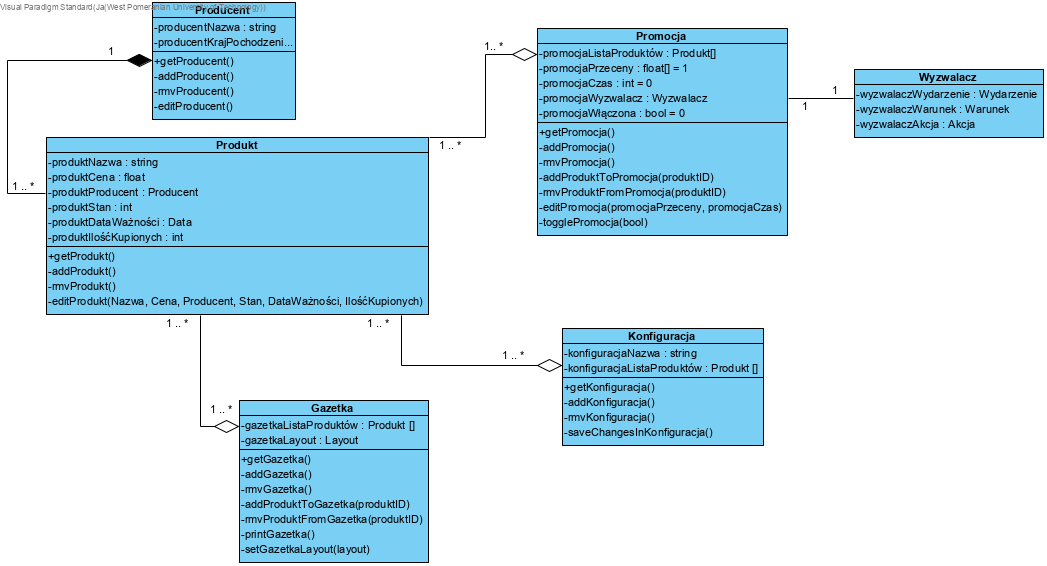 Visual Paradigm Standard(Ja(West Pomeranian University of Technology))
Producent
-producentNazwa : string
-producentKrajPochodzeni...
+getProducent()
-addProducent()
-rmvProducent()
-editProducent()
1
1 .. *
Produkt
-produktNazwa : string
-produktCena : float
-produktProducent : Producent
-produktStan : int
-produktDataWażności : Data
-produktIlośćKupionych : int
+getProdukt()
-addProdukt()
-rmvProdukt()
-editProdukt(Nazwa, Cena, Producent, Stan, DataWażności, IlośćKupionych)
1.. *
1 .. *
Promocja
-promocjaListaProduktów : Produkt[]
-promocjaPrzeceny : float[] = 1
-promocjaCzas : int = 0
-promocjaWyzwalacz : Wyzwalacz
-promocjaWłączona : bool = 0
+getPromocja()
-addPromocja()
-rmvPromocja()
-addProduktToPromocja(produktID)
-rmvProduktFromPromocja(produktID)
-editPromocja(promocjaPrzeceny, promocjaCzas)
-togglePromocja(bool)
1
1
Wyzwalacz
-wyzwalaczWydarzenie : Wydarzenie
-wyzwalaczWarunek : Warunek
-wyzwalaczAkcja : Akcja
1 .. *
1 .. *
1 .. *
Konfiguracja
-konfiguracjaNazwa : string
-konfiguracjaListaProduktów : Produkt []
+getKonfiguracja()
-addKonfiguracja()
-rmvKonfiguracja()
-saveChangesInKonfiguracja()
1 .. *
Gazetka
-gazetkaListaProduktów : Produkt []
-gazetkaLayout : Layout
+getGazetka()
-addGazetka()
-rmvGazetka()
-addProduktToGazetka(produktID)
-rmvProduktFromGazetka(produktID)
-printGazetka()
-setGazetkaLayout(layout)